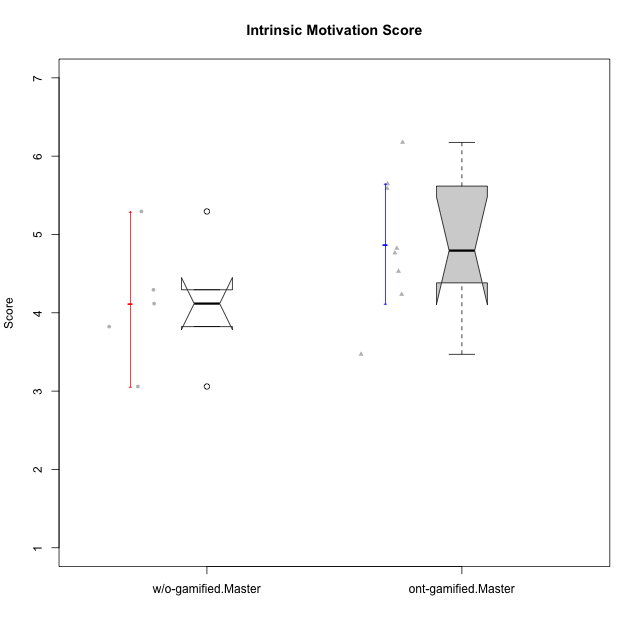 Intrinsic Motivation Score
7
6
5
4
3
2
1
Score
w/o-gamified.Master
ont-gamified.Master